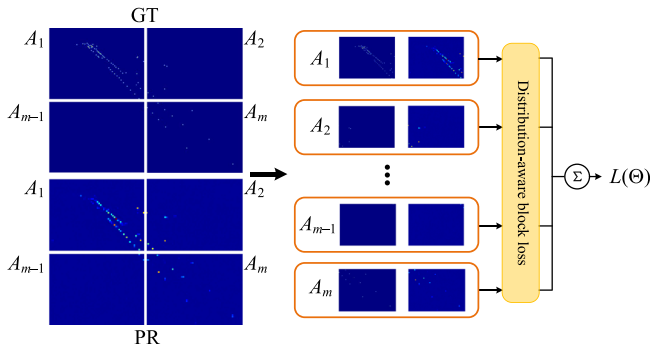 GT
A₁ A₂
Aₘ₋₁ Aₘ
A₁ A₂
Aₘ₋₁ Aₘ
PR
A₁
A₂
Aₘ₋₁
Aₘ
Distribution-aware block loss
Σ
L(Θ)